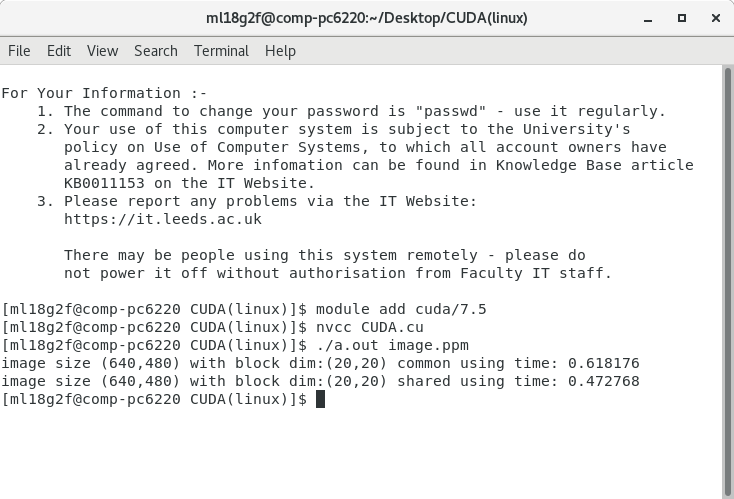 ml18g2f@comp-pc6220:~/Desktop/CUDA(linux)
File Edit View Search Terminal Help
For Your Information :-
1. The command to change your password is "passwd" - use it regularly.
2. Your use of this computer system is subject to the University's
policy on Use of Computer Systems, to which all account owners have
already agreed. More infomation can be found in Knowledge Base article
KB0011153 on the IT Website.
3. Please report any problems via the IT Website:
https://it.leeds.ac.uk
There may be people using this system remotely - please do
not power it off without authorisation from Faculty IT staff.
[ml18g2f@comp-pc6220 CUDA(linux)]$ module add cuda/7.5
[ml18g2f@comp-pc6220 CUDA(linux)]$ nvcc CUDA.cu
[ml18g2f@comp-pc6220 CUDA(linux)]$ ./a.out image.ppm
image size (640,480) with block dim:(20,20) common using time: 0.618176
image size (640,480) with block dim:(20,20) shared using time: 0.472768
[ml18g2f@comp-pc6220 CUDA(linux)]$